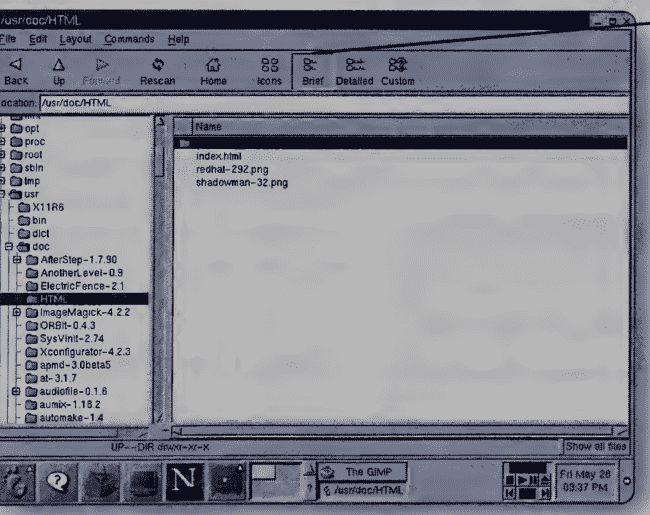 /usr/doc/HTML
File Edit Layout Commands Help
Back Up Forward Rescan Home Icons Brief Detailed Custom
ocation: /usr/doc/HTML
Name
opt
proc
root
sbin
tmp
usr
X11R6
bin
dict
doc
AfterStep-1.7.90
AnotherLevel-0.9
ElectricFence-2.1
HTML
ImageMagick-4.2.2
ORBit-0.4.3
SysVinit-2.74
Xconfigurator-4.2.3
apmd-3.0beta5
at-3.1.7
audiofile-0.1.6
aumix-1.18.2
automake-1.4
index.html
redhat-292.png
shadowman-32.png
UP--DIR drwxr-xr-x
Show all files
N
The GIMP
/usr/doc/HTML
Fri May 28
03:37 PM